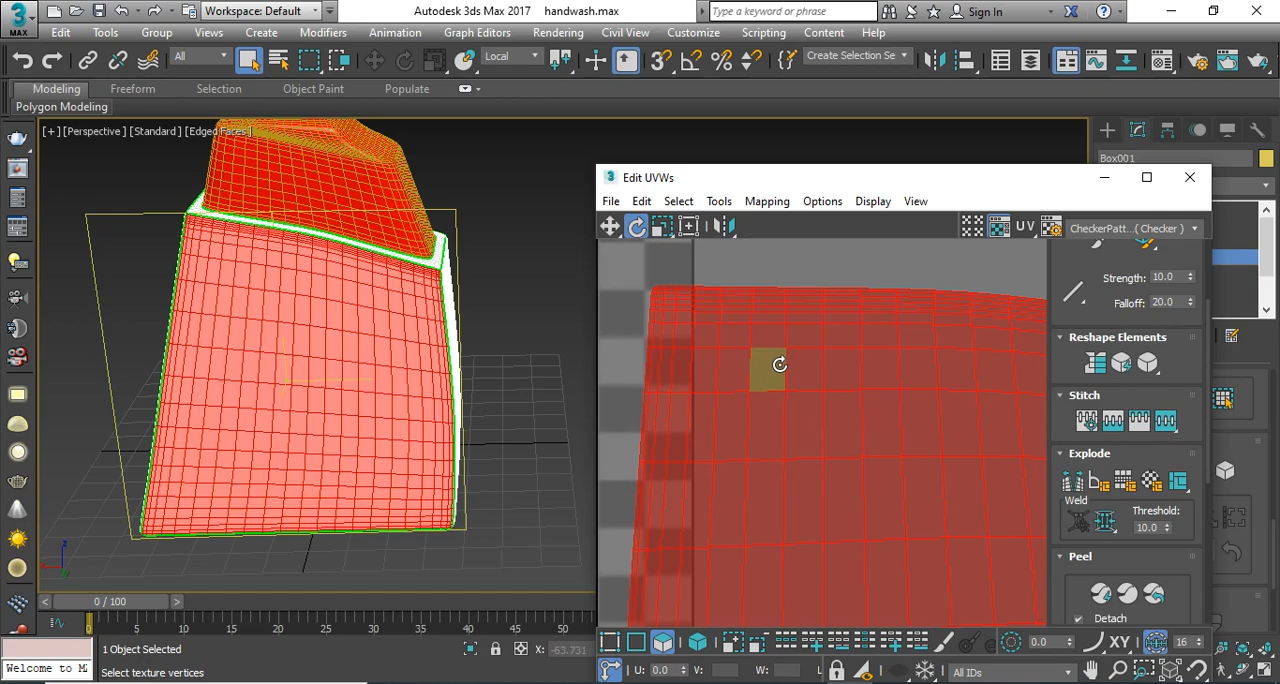 3 Workspace: Default Autodesk 3ds Max 2017 handwash.max Type a keyword or phrase Sign In
MAX Edit Tools Group Views Create Modifiers Animation Graph Editors Rendering Civil View Customize Scripting Content Help
All Local Create Selection Se
Modeling Freeform Selection Object Paint Populate
Polygon Modeling
[+] [Perspective] [Standard] [Edged Faces]
Box001
3 Edit UVWs
File Edit Select Tools Mapping Options Display View
UV CheckerPatt...( Checker )
Strength: 10.0
Falloff: 20.0
Reshape Elements
Stitch
Explode
Weld
Threshold:
10.0
Peel
Detach
0 / 100
0 5 10 15 20 25 30 35 40 45 50
1 Object Selected X: -63.731
0.0 XY 16
Welcome to M Select texture vertices
U: 0.0 V: W: L All IDs